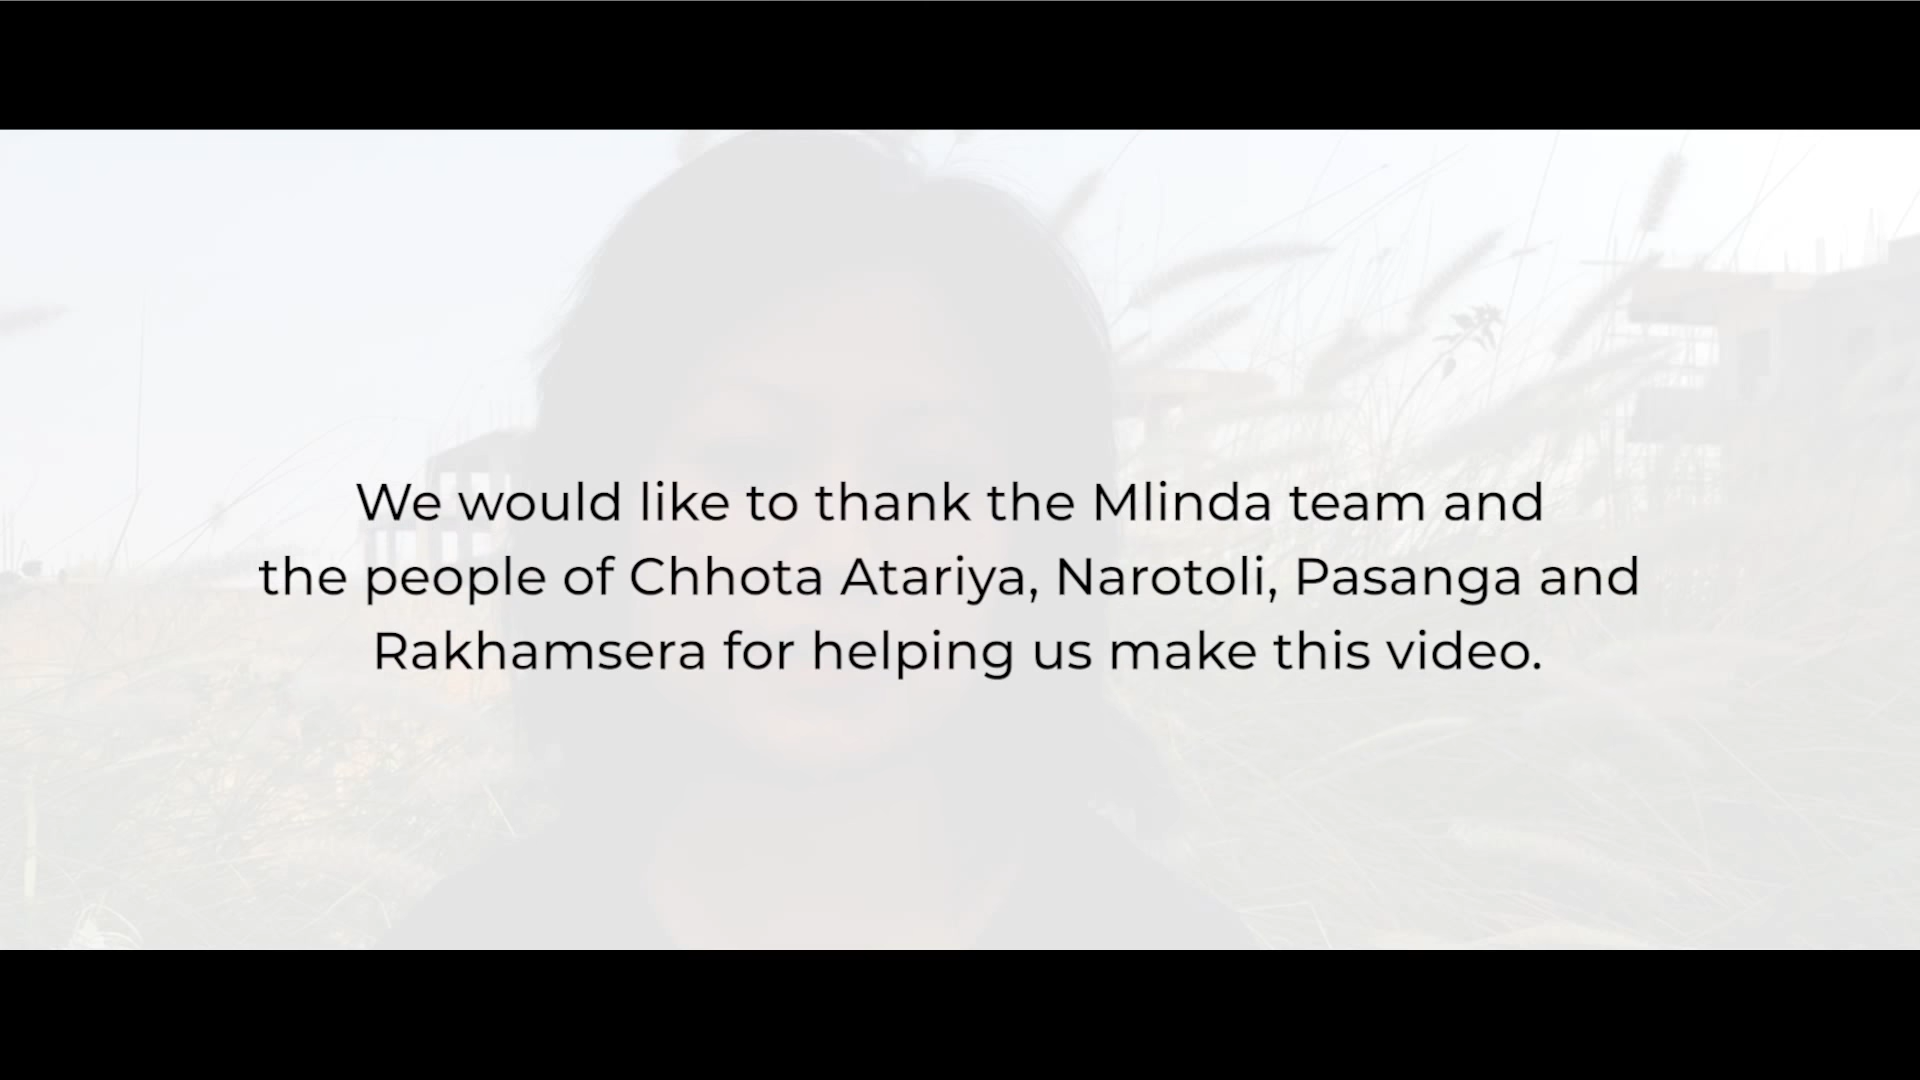 We would like to thank the Mlinda team and
the people of Chhota Atariya, Narotoli, Pasanga and
Rakhamsera for helping us make this video.